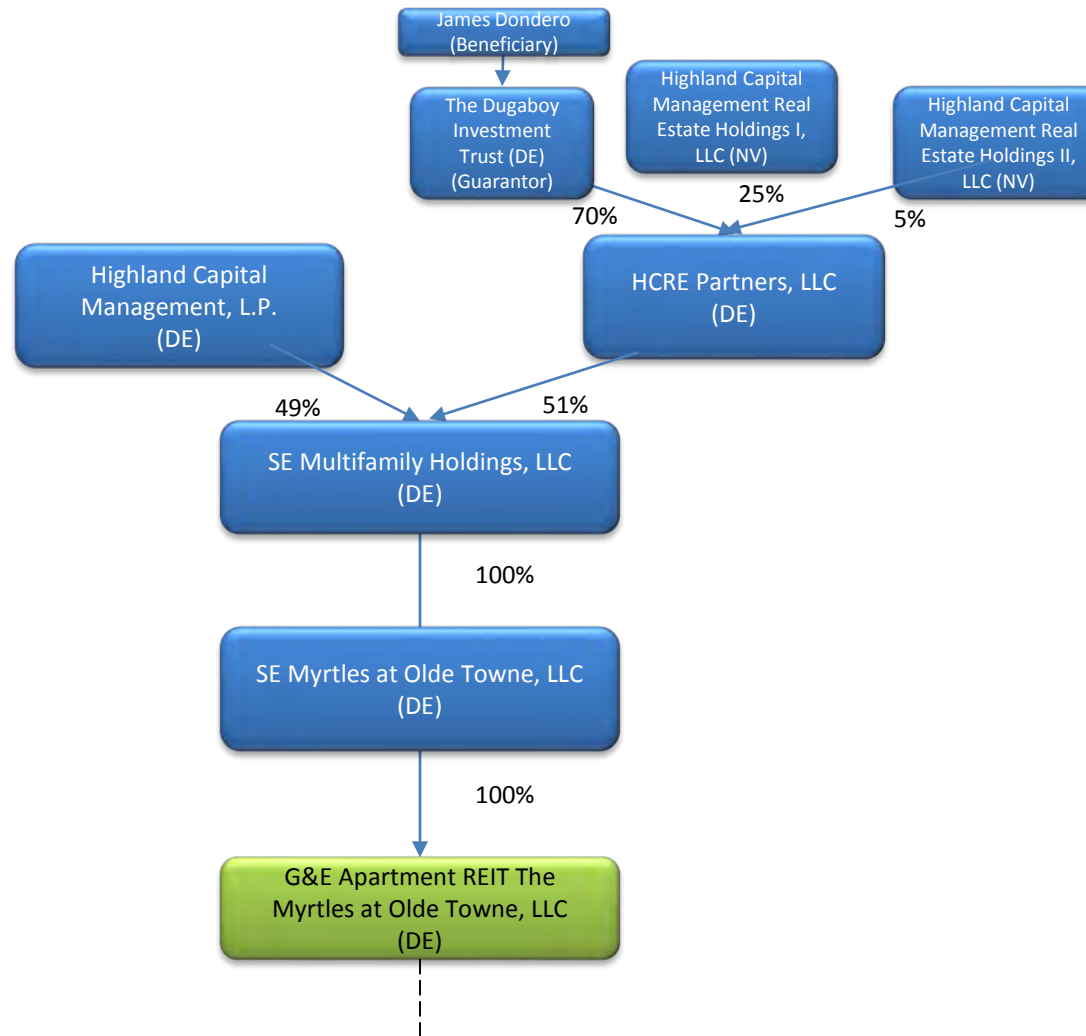 James Dondero
(Beneficiary)
The Dugaboy
Investment
Trust (DE)
(Guarantor)
Highland Capital
Management Real
Estate Holdings I,
LLC (NV)
Highland Capital
Management Real
Estate Holdings II,
LLC (NV)
70%
25%
5%
Highland Capital
Management, L.P.
(DE)
HCRE Partners, LLC
(DE)
49%
51%
SE Multifamily Holdings, LLC
(DE)
100%
SE Myrtles at Olde Towne, LLC
(DE)
100%
G&E Apartment REIT The
Myrtles at Olde Towne, LLC
(DE)